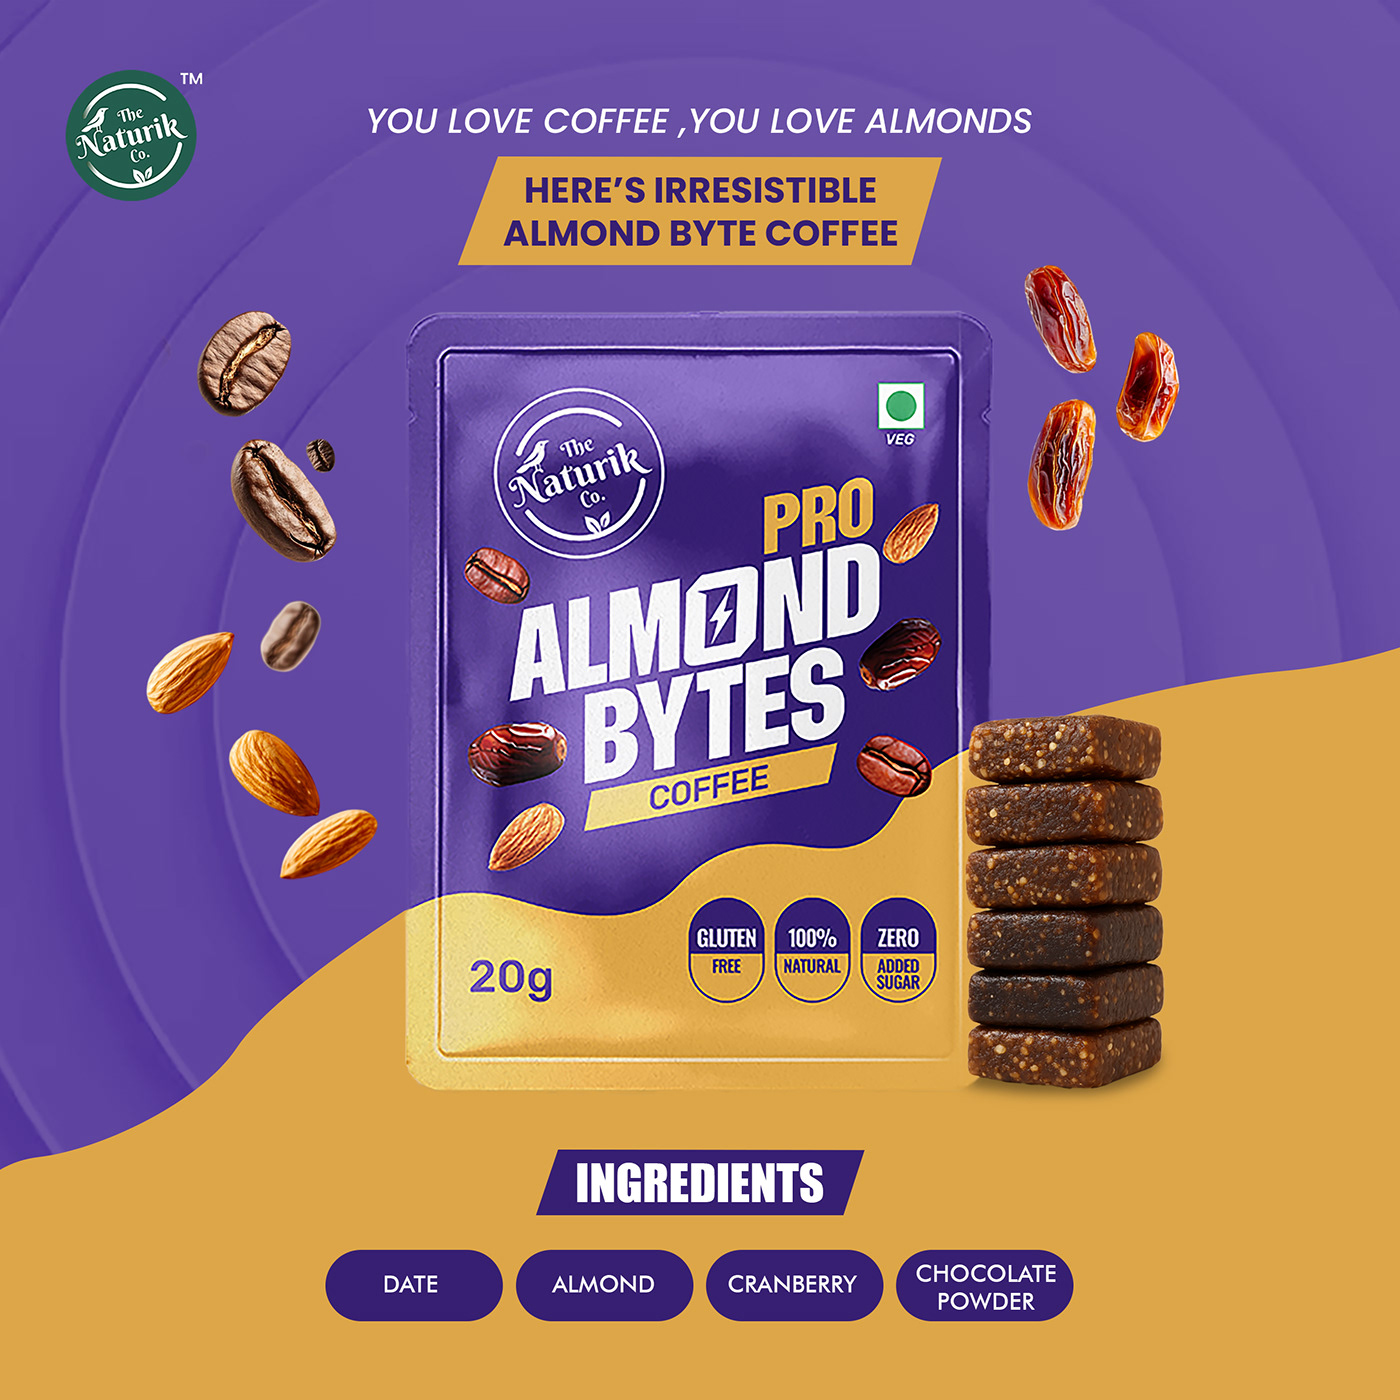 The
Naturik
Co.
TM
YOU LOVE COFFEE ,YOU LOVE ALMONDS
HERE'S IRRESISTIBLE
ALMOND BYTE COFFEE
The
Naturik
Co.
VEG
PRO
ALMOND
BYTES
COFFEE
20g
GLUTEN
FREE
100%
NATURAL
ZERO
ADDED
SUGAR
INGREDIENTS
DATE
ALMOND
CRANBERRY
CHOCOLATE
POWDER